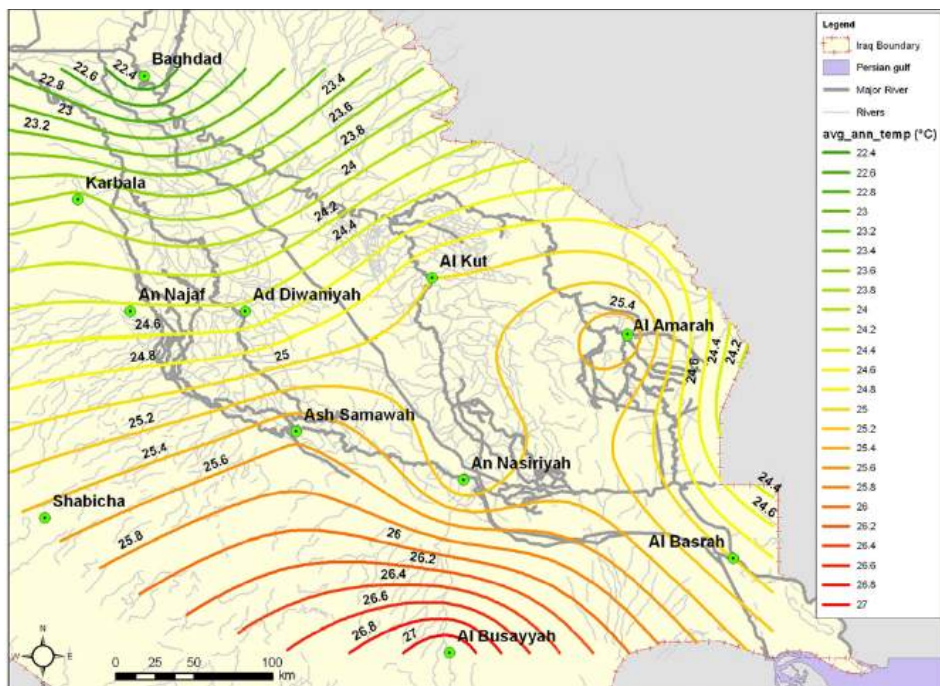 Baghdad
22.4
22.6
22.8
23
23.2
23.4
23.6
23.8
24
24.2
24.4
Karbala
Al Kut
An Najaf
Ad Diwaniyah
24.6
24.8
25
25.4
Al Amarah
24.6
24.4
24.2
25.2
25.4
25.6
Ash Samawah
An Nasiriyah
Shabicha
25.8
26
26.2
26.4
26.6
26.8
27
24.4
24.6
Al Basrah
Al Busayyah
N
W
E
S
0 25 50 100
km
Legend
Iraq Boundary
Persian gulf
Major River
Rivers
avg_ann_temp (°C)
22.4
22.6
22.8
23
23.2
23.4
23.6
23.8
24
24.2
24.4
24.6
24.8
25
25.2
25.4
25.6
25.8
26
26.2
26.4
26.6
26.8
27